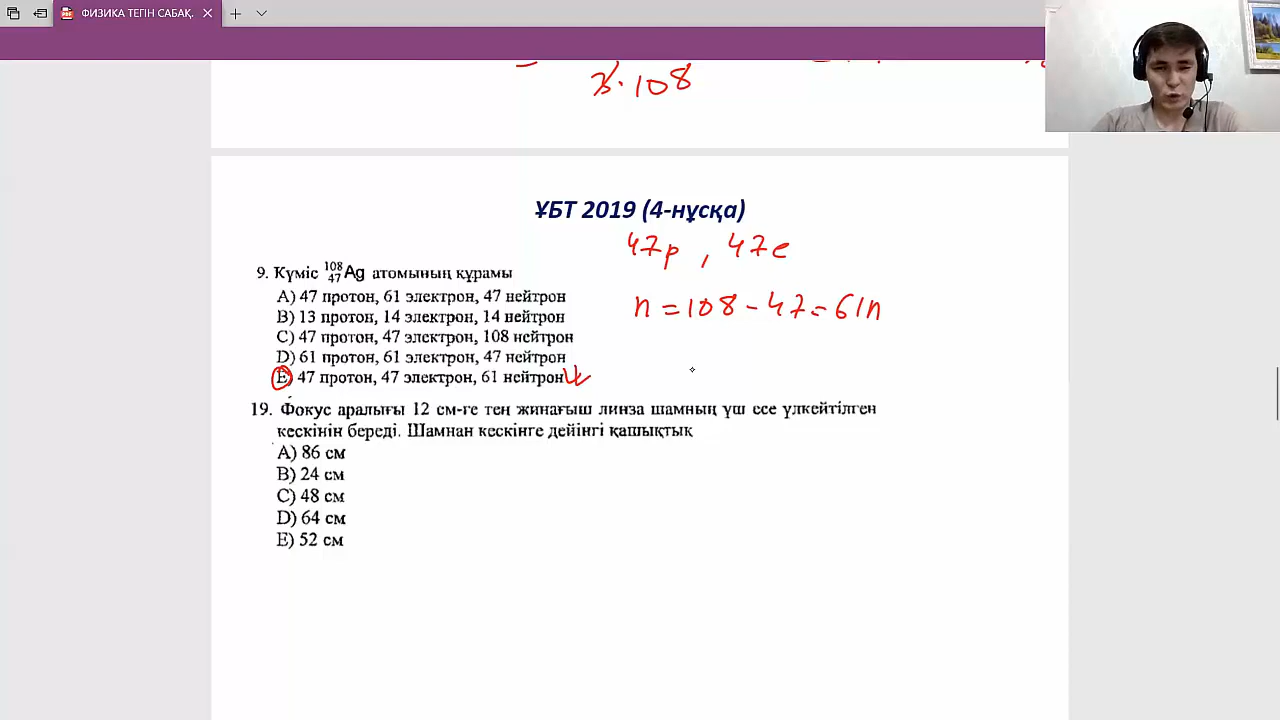 ФИЗИКА ТЕГІН САБАҚ.
3·108
ҰБТ 2019 (4-нұсқа)
47p , 47e
9. Күміс ¹⁰⁸₄₇Ag атомының құрамы
A) 47 протон, 61 электрон, 47 нейтрон
n = 108 - 47 = 61n
B) 13 протон, 14 электрон, 14 нейтрон
C) 47 протон, 47 электрон, 108 нейтрон
D) 61 протон, 61 электрон, 47 нейтрон
E) 47 протон, 47 электрон, 61 нейтрон
19. Фокус аралығы 12 см-ге тең жинағыш линза шамның үш есе үлкейтілген
кескінін береді. Шамнан кескінге дейінгі қашықтық
A) 86 см
B) 24 см
C) 48 см
D) 64 см
E) 52 см